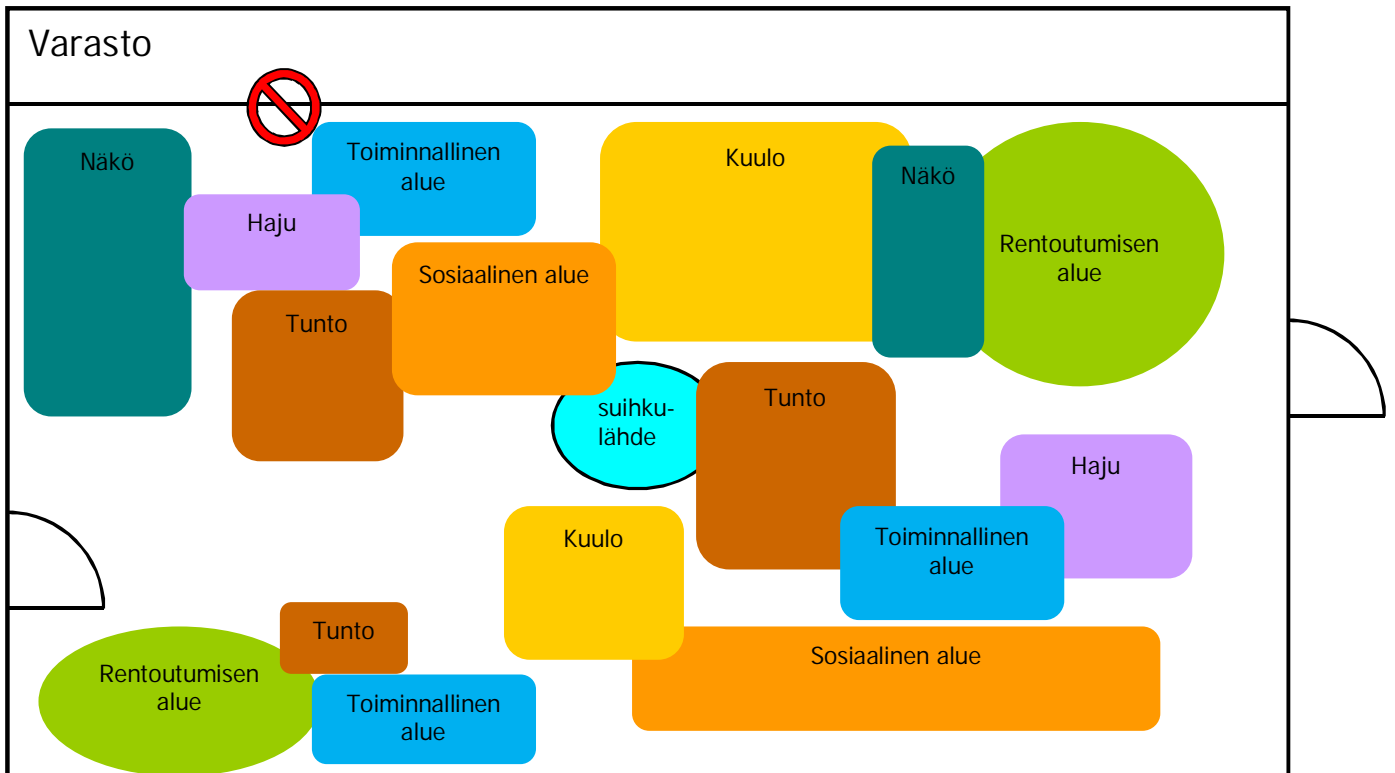 Varasto
Näkö
Toiminnallinen
alue
Kuulo
Näkö
Haju
Rentoutumisen
alue
Sosiaalinen alue
Tunto
suihku-
lähde
Tunto
Haju
Kuulo
Toiminnallinen
alue
Tunto
Sosiaalinen alue
Rentoutumisen
alue
Toiminnallinen
alue